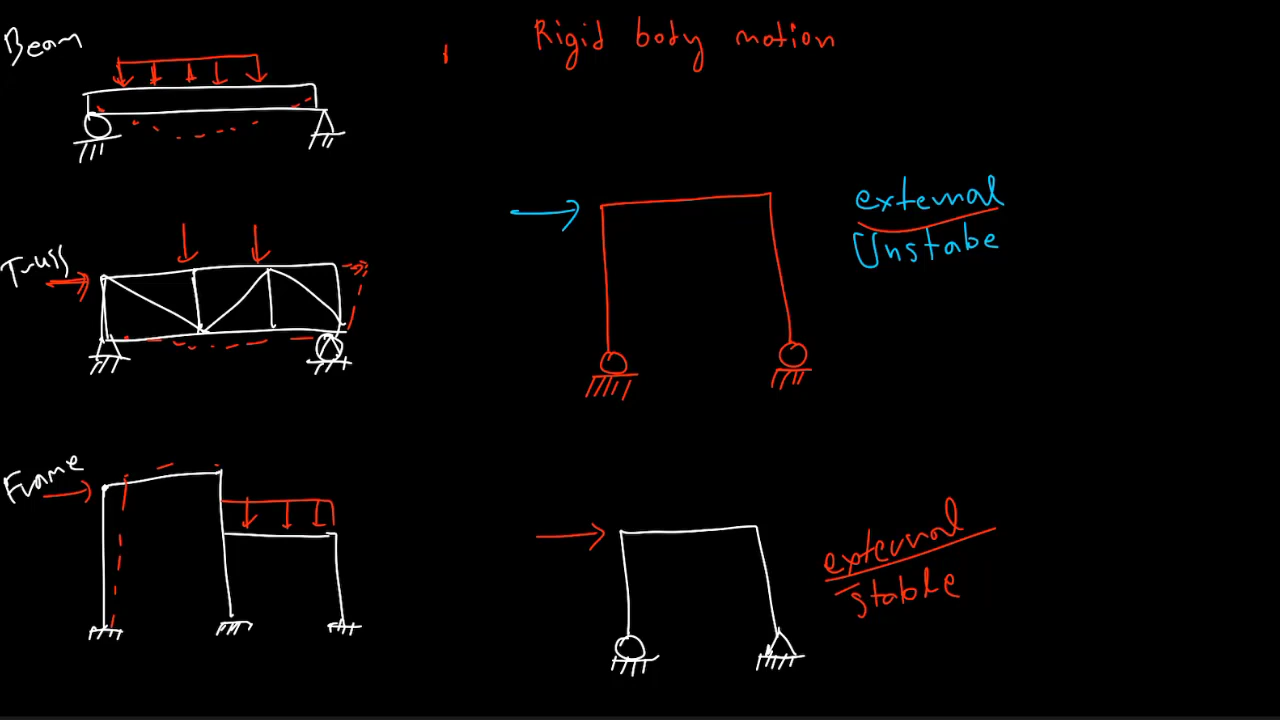 Beam
Rigid body motion
external
Unstabe
Truss
Frame
external
stable